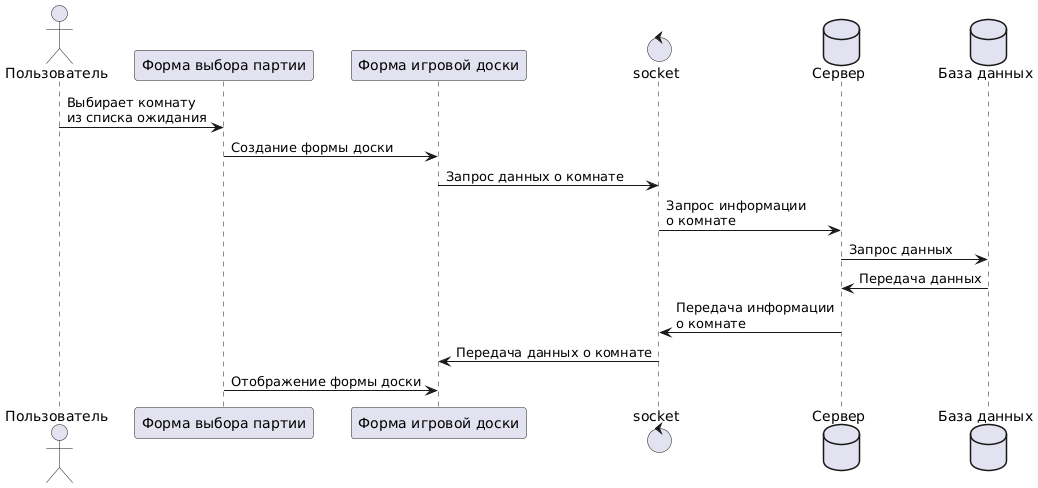 Пользователь
Форма выбора партии
Форма игровой доски
socket
Сервер
База данных
Выбирает комнату
из списка ожидания
Создание формы доски
Запрос данных о комнате
Запрос информации
о комнате
Запрос данных
Передача данных
Передача информации
о комнате
Передача данных о комнате
Отображение формы доски
Пользователь
Форма выбора партии
Форма игровой доски
socket
Сервер
База данных